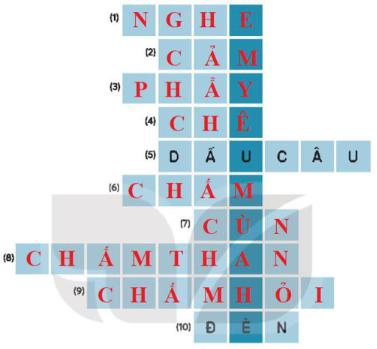 (1) N G H E
(2) C Ả M
(3) P H Ẩ Y
(4) C H Ê
(5) D Ấ U C Â U
(6) C H Ấ M
(7) C Ù N
(8) C H Ấ M T H A N
(9) C H Ấ M H Ỏ I
(10) Đ È N